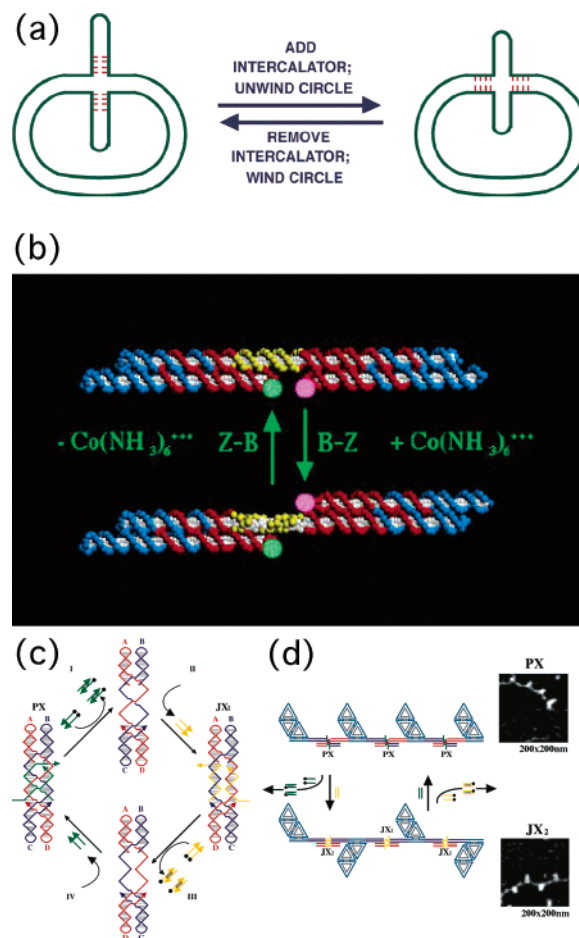 (a)
ADD
INTERCALATOR;
UNWIND CIRCLE
REMOVE
INTERCALATOR;
WIND CIRCLE
(b)
- Co(NH₃)₆⁺⁺⁺ Z-B B-Z + Co(NH₃)₆⁺⁺⁺
(c)
A B
I II
PX JX₂
A B A B
C D
C D C D
A B
IV III
C D
(d)
PX
200x200nm
PX PX PX
JX₂
JX₂ JX₂
JX₂
200x200nm